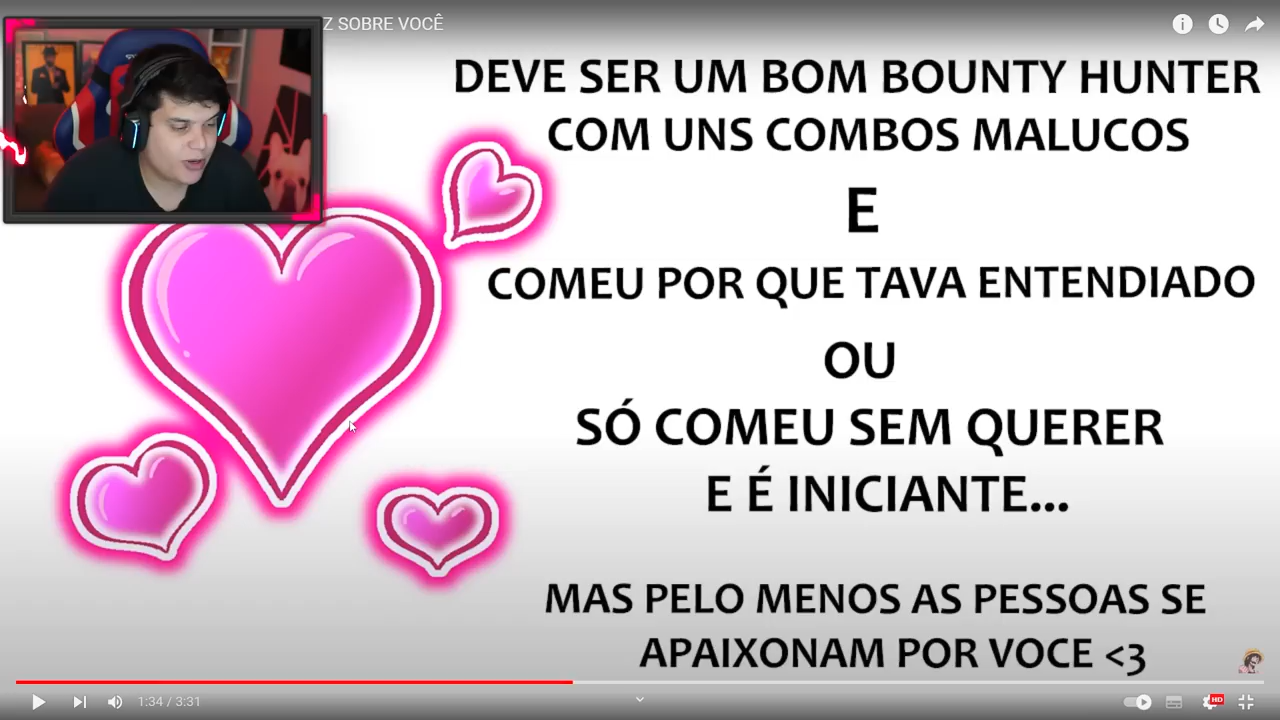 Z SOBRE VOCÊ
DEVE SER UM BOM BOUNTY HUNTER
COM UNS COMBOS MALUCOS
E
COMEU POR QUE TAVA ENTENDIADO
OU
SÓ COMEU SEM QUERER
E É INICIANTE...
MAS PELO MENOS AS PESSOAS SE
APAIXONAM POR VOCE <3
1:34 / 3:31
HD